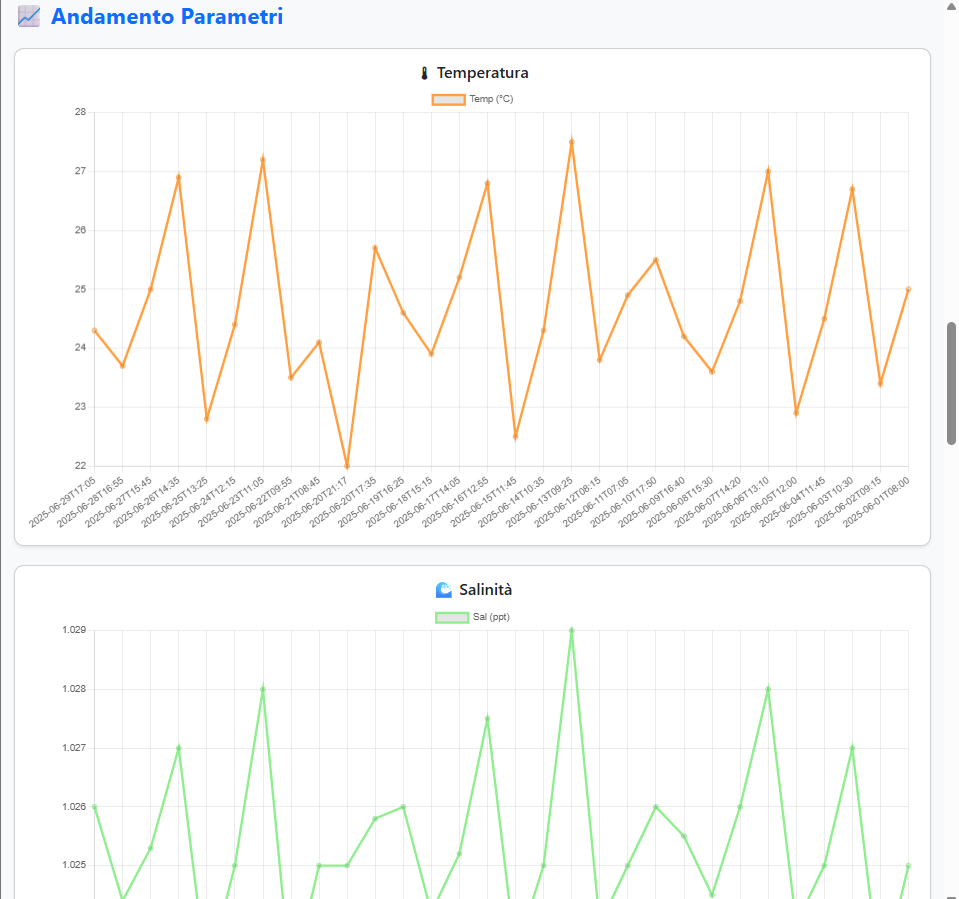 Andamento Parametri
Temperatura
Temp (°C)
28
27
26
25
24
23
22
2025-06-29T17:05
2025-06-28T16:55
2025-06-27T15:45
2025-06-26T14:35
2025-06-25T13:25
2025-06-24T12:15
2025-06-23T11:05
2025-06-22T09:55
2025-06-21T08:45
2025-06-20T21:17
2025-06-20T17:35
2025-06-19T16:25
2025-06-18T15:15
2025-06-17T14:05
2025-06-16T12:55
2025-06-15T11:45
2025-06-14T10:35
2025-06-13T09:25
2025-06-12T08:15
2025-06-11T07:05
2025-06-10T17:50
2025-06-09T16:40
2025-06-08T15:30
2025-06-07T14:20
2025-06-06T13:10
2025-06-05T12:00
2025-06-04T11:45
2025-06-03T10:30
2025-06-02T09:15
2025-06-01T08:00
Salinità
Sal (ppt)
1.029
1.028
1.027
1.026
1.025